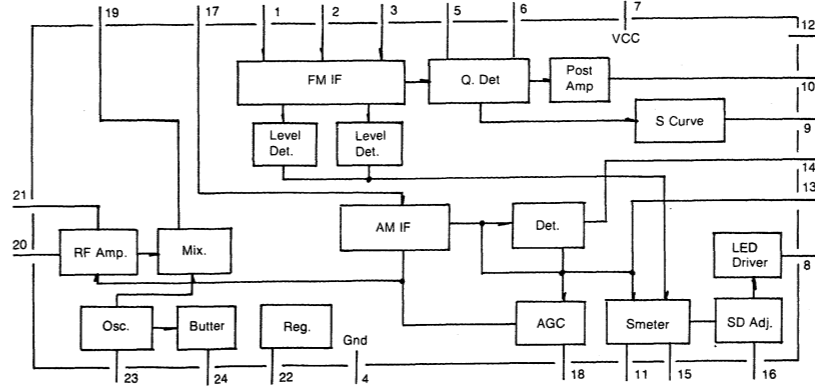 19
17
1
2
3
5
6
7
VCC
12
FM IF
Q. Det
Post
Amp
10
Level
Det.
Level
Det.
S Curve
9
14
13
21
AM IF
Det.
20
RF Amp.
Mix.
LED
Driver
8
Osc.
Butter
Reg.
Gnd
AGC
Smeter
SD Adj.
23
24
22
4
18
11
15
16